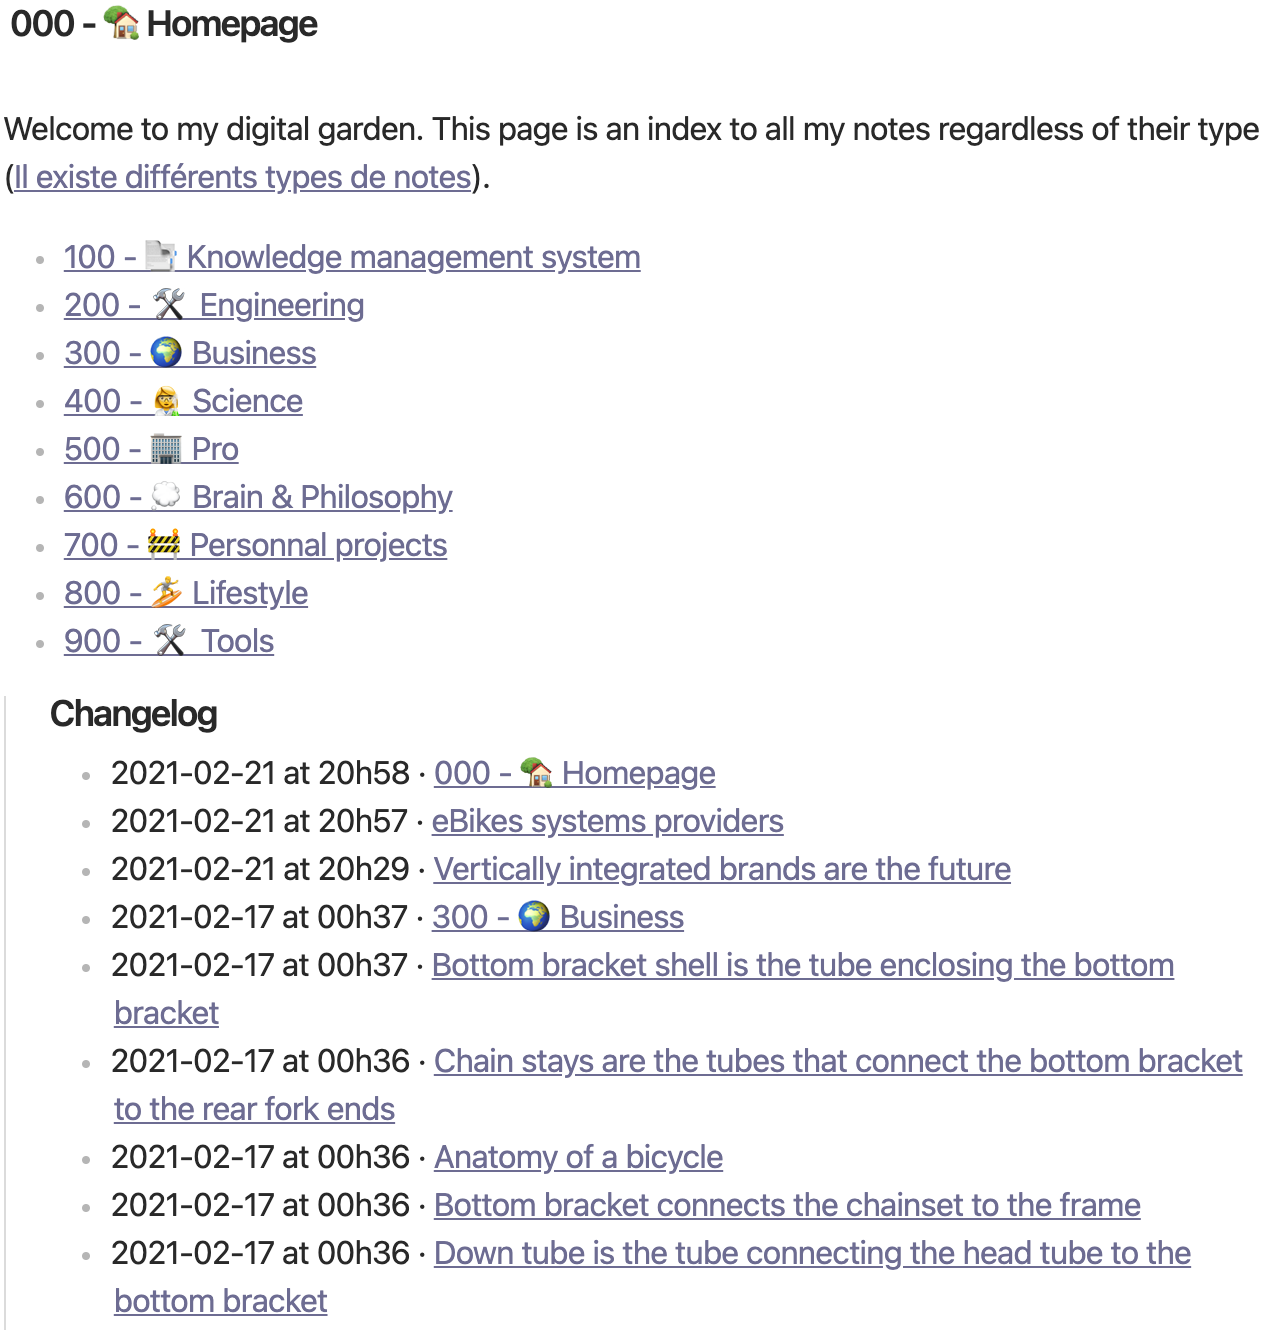 000 - 🏡 Homepage
Welcome to my digital garden. This page is an index to all my notes regardless of their type
(Il existe différents types de notes).
100 - 📑 Knowledge management system
200 - 🛠 Engineering
300 - 🌍 Business
400 - 👩‍🔬 Science
500 - 🏢 Pro
600 - 💭 Brain & Philosophy
700 - 🚧 Personnal projects
800 - 🏄 Lifestyle
900 - 🛠 Tools
Changelog
2021-02-21 at 20h58 · 000 - 🏡 Homepage
2021-02-21 at 20h57 · eBikes systems providers
2021-02-21 at 20h29 · Vertically integrated brands are the future
2021-02-17 at 00h37 · 300 - 🌍 Business
2021-02-17 at 00h37 · Bottom bracket shell is the tube enclosing the bottom
bracket
2021-02-17 at 00h36 · Chain stays are the tubes that connect the bottom bracket
to the rear fork ends
2021-02-17 at 00h36 · Anatomy of a bicycle
2021-02-17 at 00h36 · Bottom bracket connects the chainset to the frame
2021-02-17 at 00h36 · Down tube is the tube connecting the head tube to the
bottom bracket